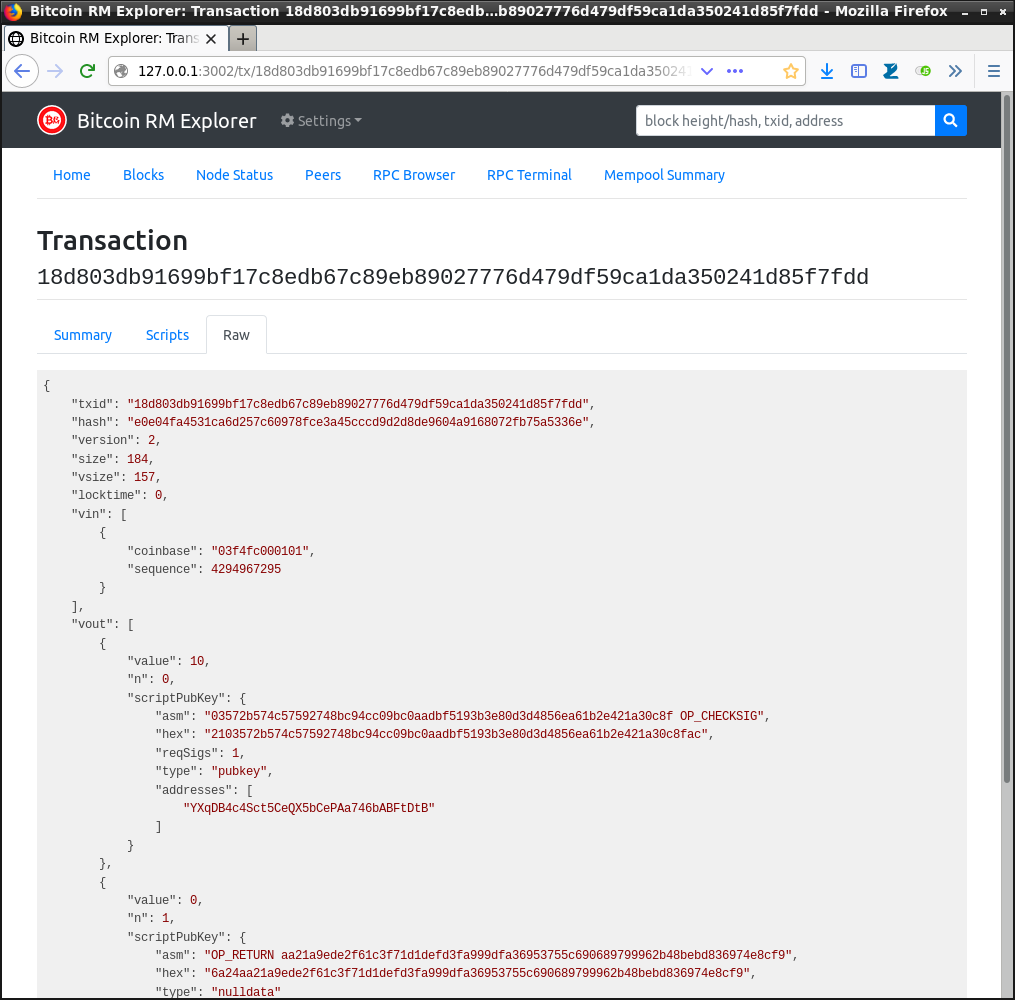 Bitcoin RM Explorer: Transaction 18d803db91699bf17c8edb…b89027776d479df59ca1da350241d85f7fdd - Mozilla Firefox
Bitcoin RM Explorer: Trans
127.0.0.1:3002/tx/18d803db91699bf17c8edb67c89eb89027776d479df59ca1da350241
Bitcoin RM Explorer
Settings
block height/hash, txid, address
Home Blocks Node Status Peers RPC Browser RPC Terminal Mempool Summary
Transaction
18d803db91699bf17c8edb67c89eb89027776d479df59ca1da350241d85f7fdd
Summary Scripts Raw
{
"txid": "18d803db91699bf17c8edb67c89eb89027776d479df59ca1da350241d85f7fdd",
"hash": "e0e04fa4531ca6d257c60978fce3a45cccd9d2d8de9604a9168072fb75a5336e",
"version": 2,
"size": 184,
"vsize": 157,
"locktime": 0,
"vin": [
{
"coinbase": "03f4fc000101",
"sequence": 4294967295
}
],
"vout": [
{
"value": 10,
"n": 0,
"scriptPubKey": {
"asm": "03572b574c57592748bc94cc09bc0aadbf5193b3e80d3d4856ea61b2e421a30c8f OP_CHECKSIG",
"hex": "2103572b574c57592748bc94cc09bc0aadbf5193b3e80d3d4856ea61b2e421a30c8fac",
"reqSigs": 1,
"type": "pubkey",
"addresses": [
"YXqDB4c4Sct5CeQX5bCePAa746bABFtDtB"
]
}
},
{
"value": 0,
"n": 1,
"scriptPubKey": {
"asm": "OP_RETURN aa21a9ede2f61c3f71d1defd3fa999dfa36953755c690689799962b48bebd836974e8cf9",
"hex": "6a24aa21a9ede2f61c3f71d1defd3fa999dfa36953755c690689799962b48bebd836974e8cf9",
"type": "nulldata"